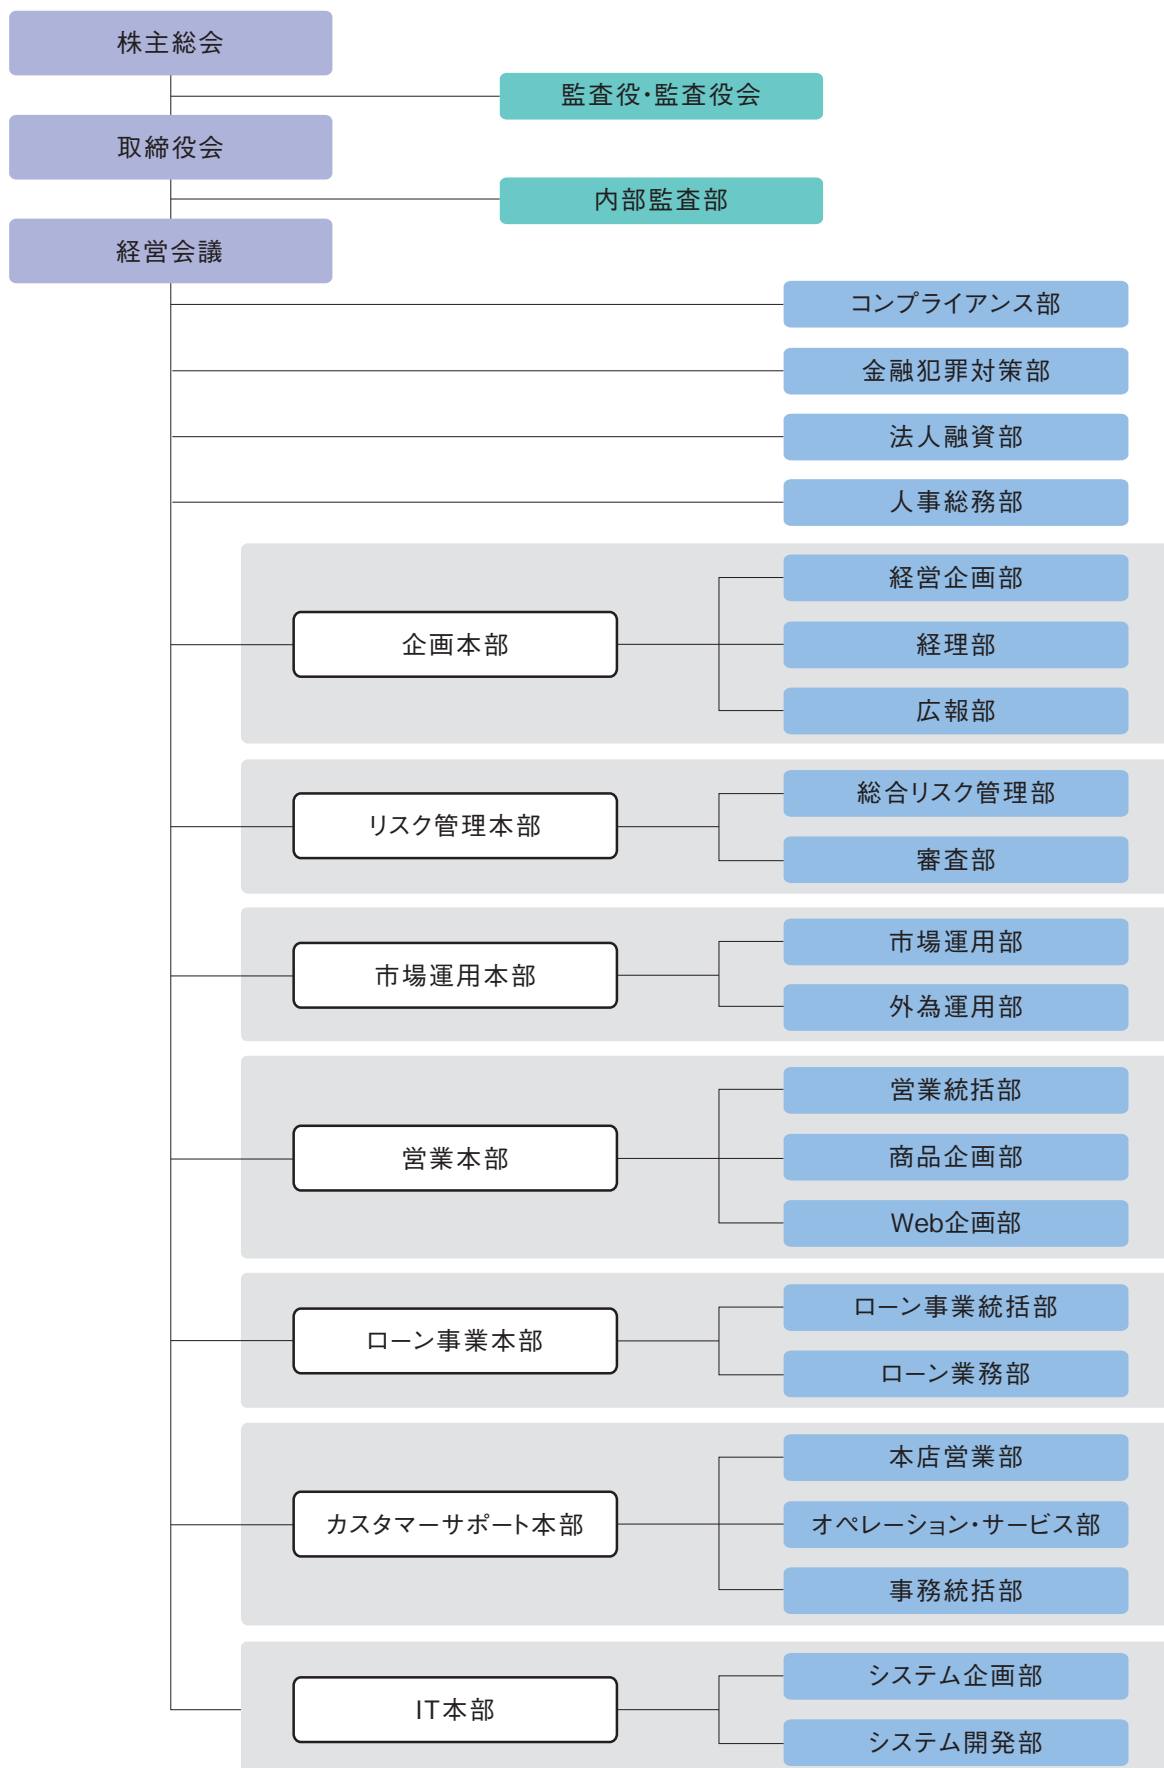 株主総会
監査役・監査役会
取締役会
内部監査部
経営会議
コンプライアンス部
金融犯罪対策部
法人融資部
人事総務部
企画本部
経営企画部
経理部
広報部
リスク管理本部
総合リスク管理部
審査部
市場運用本部
市場運用部
外為運用部
営業本部
営業統括部
商品企画部
Web企画部
ローン事業本部
ローン事業統括部
ローン業務部
カスタマーサポート本部
本店営業部
オペレーション・サービス部
事務統括部
IT本部
システム企画部
システム開発部